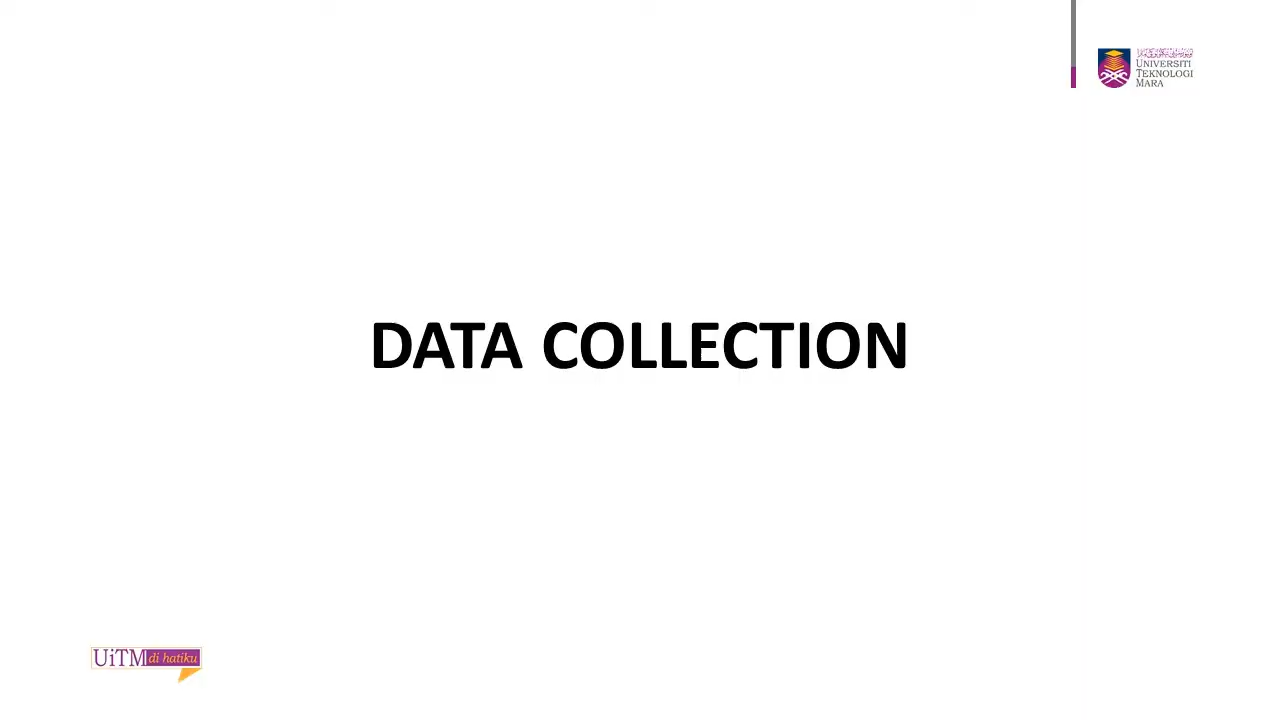 UNIVERSITI
TEKNOLOGI
MARA
DATA COLLECTION
UiTM di hatiku